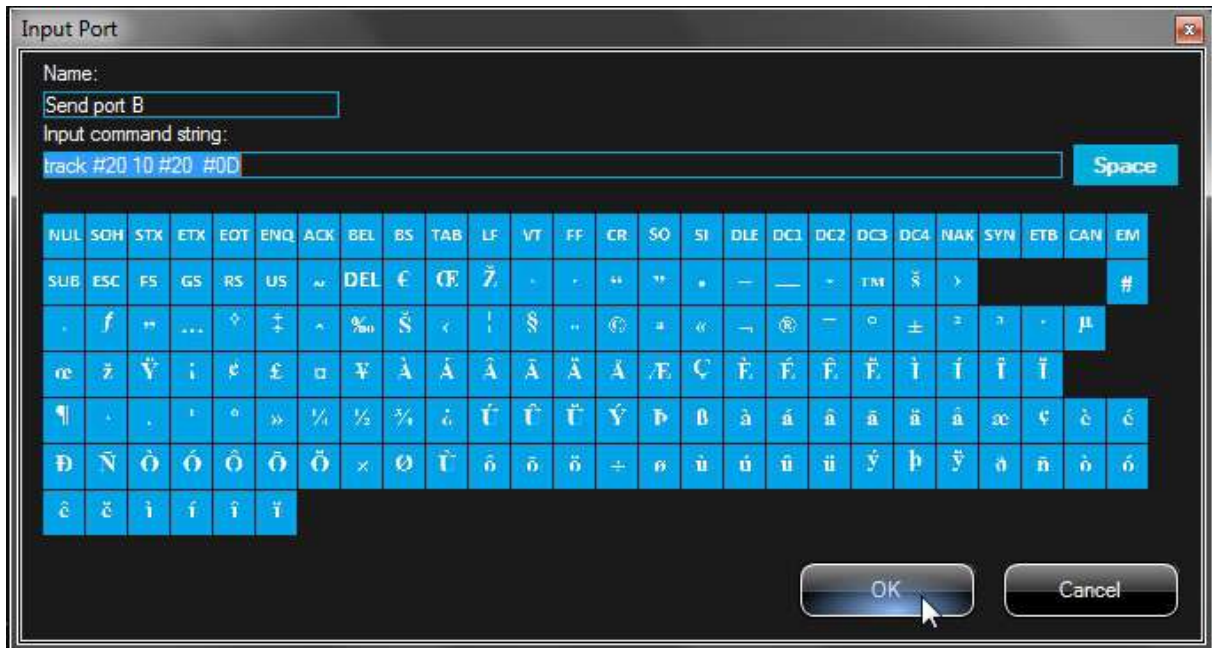 Input Port
x
Name:
Send port B
Input command string:
track #20 10 #20  #0D
Space
NUL SOH STX ETX EOT ENQ ACK BEL BS TAB LF VT FF CR SO SI DLE DC1 DC2 DC3 DC4 NAK SYN ETB CAN EM
SUB ESC FS GS RS US ~ DEL € Œ Ž “ ” • – — ™ š › #
ƒ „ … ‡ ‰ Š ‹ ¦ § © « ¬ ® ° ± ² µ
œ ž Ÿ ¡ ¢ £ ¤ ¥ À Á Â Ã Ä Å Æ Ç È É Ê Ë Ì Í Î Ï
¶ » ¼ ½ ¾ ¿ Ú Û Ü Ý Þ ß à á â ã ä å æ ç è é
Ð Ñ Ò Ó Ô Õ Ö × Ø Ù ô õ ö ÷ ø ù ú û ü ý þ ÿ ð ñ ò ó
ê ë ì í î ï
OK
Cancel